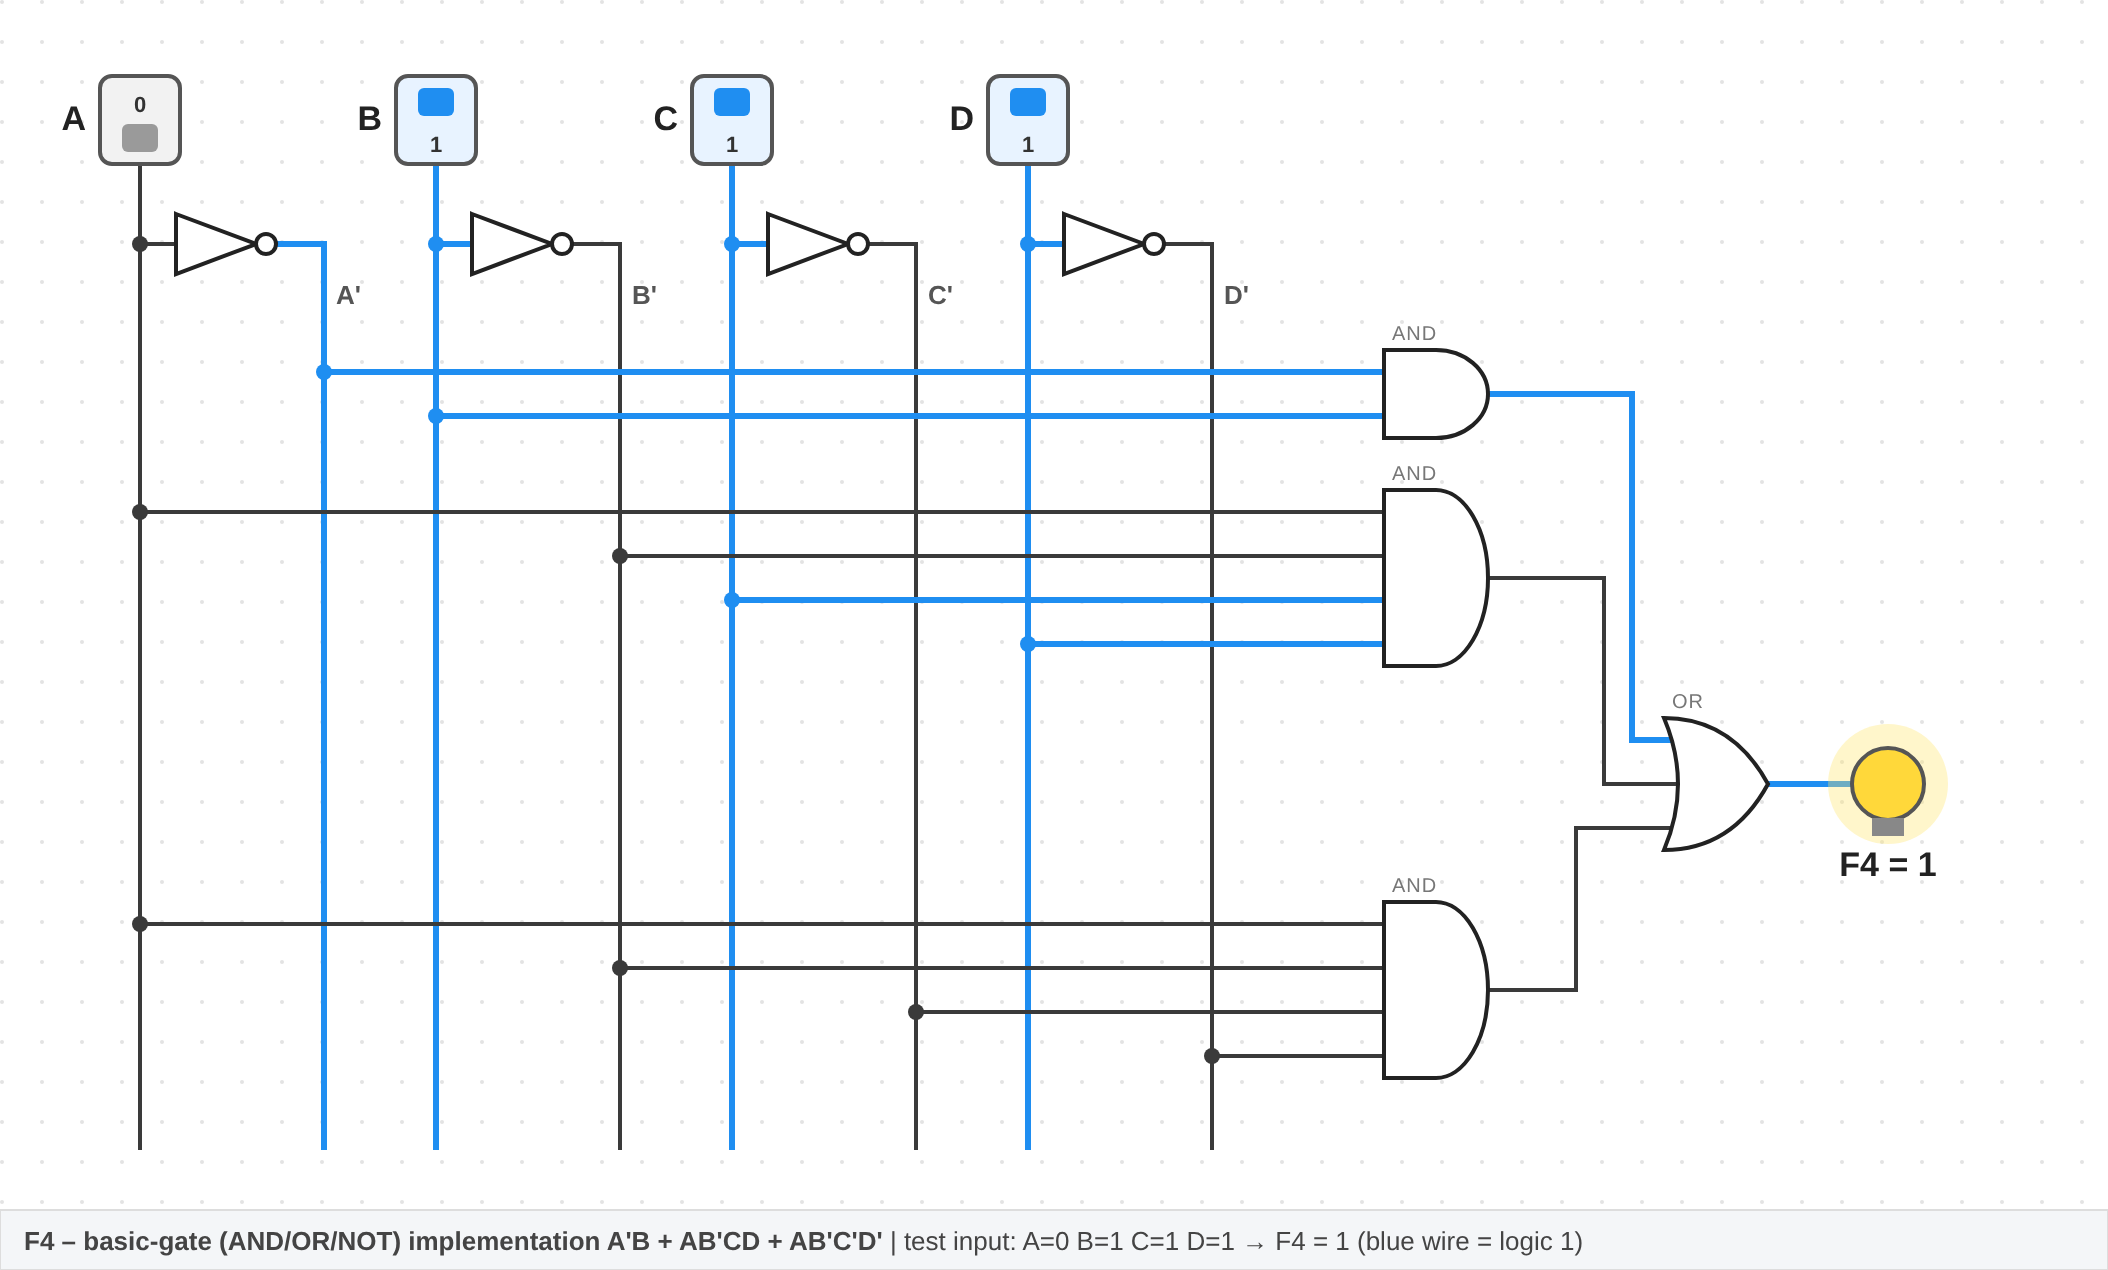 A 0 B 1 C 1 D 1
A' B' C' D'
AND
AND
OR
F4 = 1
AND
F4 – basic-gate (AND/OR/NOT) implementation A'B + AB'CD + AB'C'D' | test input: A=0 B=1 C=1 D=1 → F4 = 1 (blue wire = logic 1)